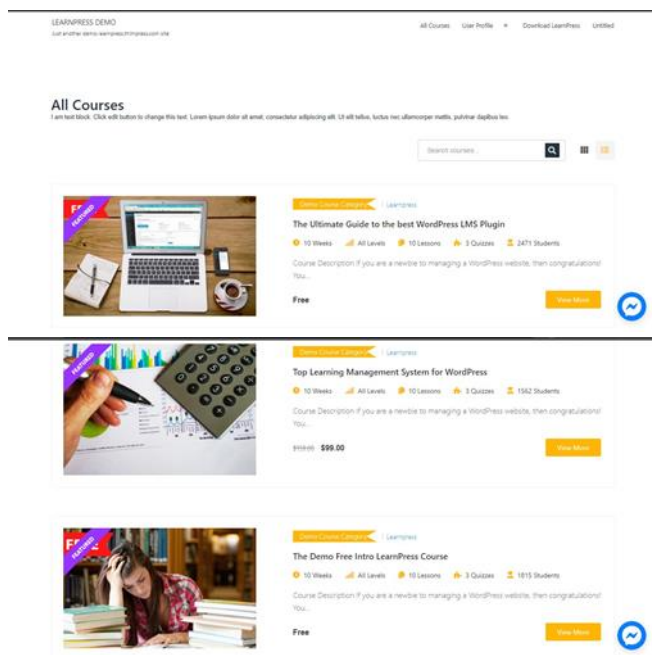 LEARNPRESS DEMO
Just another demo.learnpress.thimpress.com site
All Courses User Profile Download LearnPress Untitled
All Courses
I am text block. Click edit button to change this text. Lorem ipsum dolor sit amet, consectetur adipiscing elit. Ut elit tellus, luctus nec ullamcorper mattis, pulvinar dapibus leo.
Search courses...
FEATURED
Demo Course Category | Learnpress
The Ultimate Guide to the best WordPress LMS Plugin
10 Weeks All Levels 10 Lessons 3 Quizzes 2471 Students
Course Description If you are a newbie to managing a WordPress website, then congratulations!
You...
Free View More
FEATURED
Demo Course Category | Learnpress
Top Learning Management System for WordPress
10 Weeks All Levels 10 Lessons 3 Quizzes 1562 Students
Course Description If you are a newbie to managing a WordPress website, then congratulations!
You...
$99.00 View More
FEATURED
Demo Course Category | Learnpress
The Demo Free Intro LearnPress Course
10 Weeks All Levels 10 Lessons 3 Quizzes 1815 Students
Course Description If you are a newbie to managing a WordPress website, then congratulations!
You...
Free View More